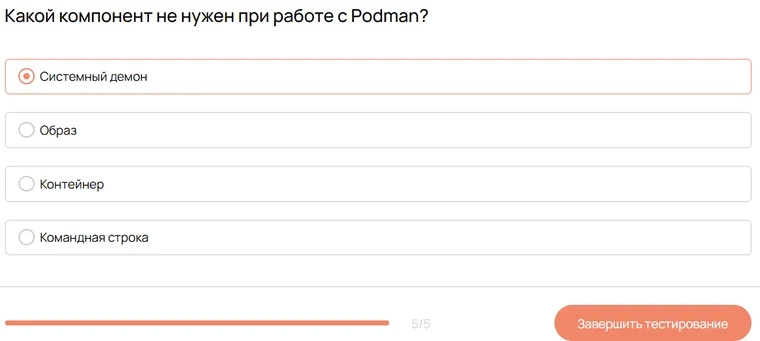 Какой компонент не нужен при работе с Podman?
Системный демон
Образ
Контейнер
Командная строка
5/5
Завершить тестирование